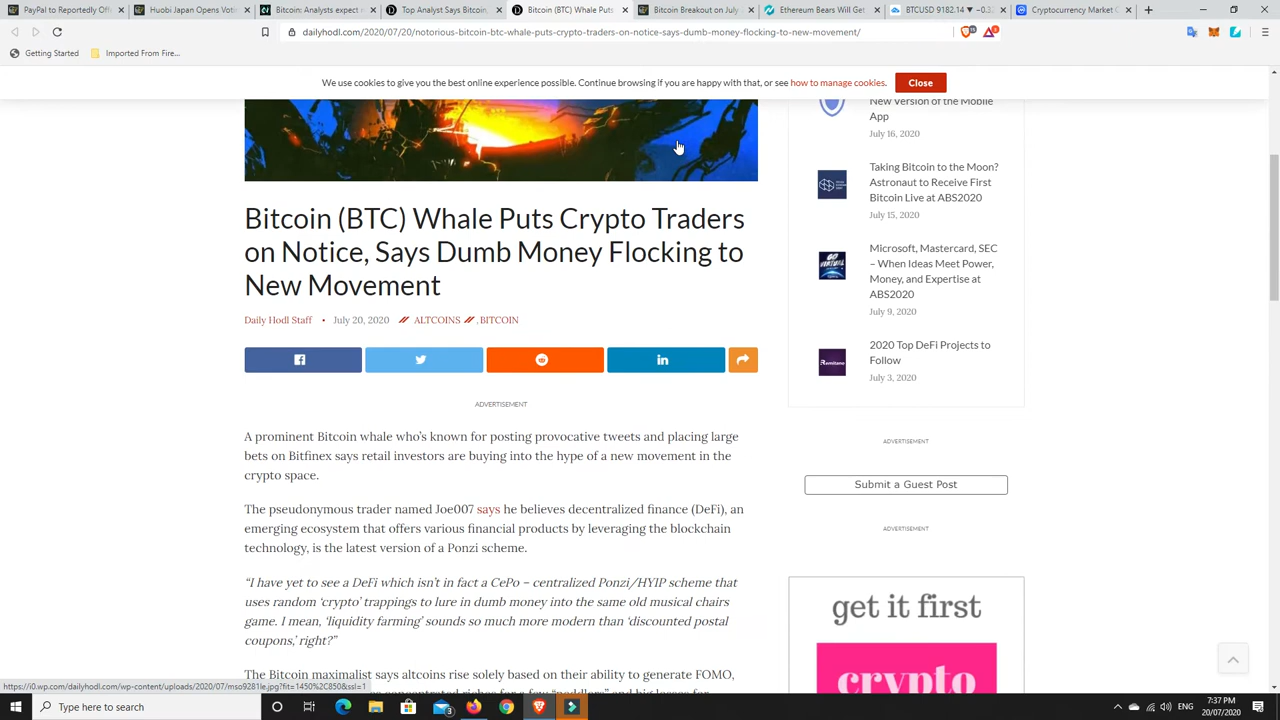 PayPal to Reportedly Off
Huobi Japan Opens Voti
Bitcoin Analysts expect
Top Analyst Says Bitcoin
Bitcoin (BTC) Whale Puts
Bitcoin Breakout on July
Ethereum Bears Will Get
BTCUSD 9182.14 ▼ −0.3
Cryptocurrency Market C
dailyhodl.com/2020/07/20/notorious-bitcoin-btc-whale-puts-crypto-traders-on-notice-says-dumb-money-flocking-to-new-movement/
Getting Started
Imported From Fire...
We use cookies to give you the best online experience possible. Continue browsing if you are happy with that, or see how to manage cookies.
Close
Bitcoin (BTC) Whale Puts Crypto Traders
on Notice, Says Dumb Money Flocking to
New Movement
Daily Hodl Staff • July 20, 2020 // ALTCOINS //, BITCOIN
ADVERTISEMENT
A prominent Bitcoin whale who's known for posting provocative tweets and placing large
bets on Bitfinex says retail investors are buying into the hype of a new movement in the
crypto space.
The pseudonymous trader named Joe007 says he believes decentralized finance (DeFi), an
emerging ecosystem that offers various financial products by leveraging the blockchain
technology, is the latest version of a Ponzi scheme.
“I have yet to see a DeFi which isn't in fact a CePo – centralized Ponzi/HYIP scheme that
uses random ‘crypto’ trappings to lure in dumb money into the same old musical chairs
game. I mean, ‘liquidity farming’ sounds so much more modern than ‘discounted postal
coupons,’ right?”
The Bitcoin maximalist says altcoins rise solely based on their ability to generate FOMO,
New Version of the Mobile
App
July 16, 2020
Taking Bitcoin to the Moon?
Astronaut to Receive First
Bitcoin Live at ABS2020
July 15, 2020
GO
VIRTUAL
Microsoft, Mastercard, SEC
– When Ideas Meet Power,
Money, and Expertise at
ABS2020
July 9, 2020
Remitano
2020 Top DeFi Projects to
Follow
July 3, 2020
ADVERTISEMENT
Submit a Guest Post
ADVERTISEMENT
get it first
crypto
https://i0.wp.com/dailyhodl.com/wp-content/uploads/2020/07/mso9281le.jpg?fit=1450%2C850&ssl=1
Type here to search
ENG
7:37 PM
20/07/2020